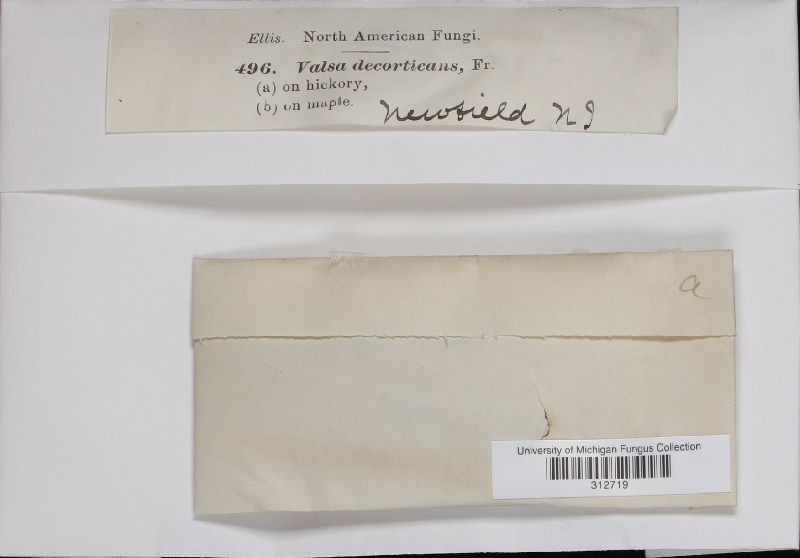 Ellis. North American Fungi.
496. Valsa decorticans, Fr.
(a) on hickory,
(b) on maple. Newfield NJ
a
University of Michigan Fungus Collection
312719